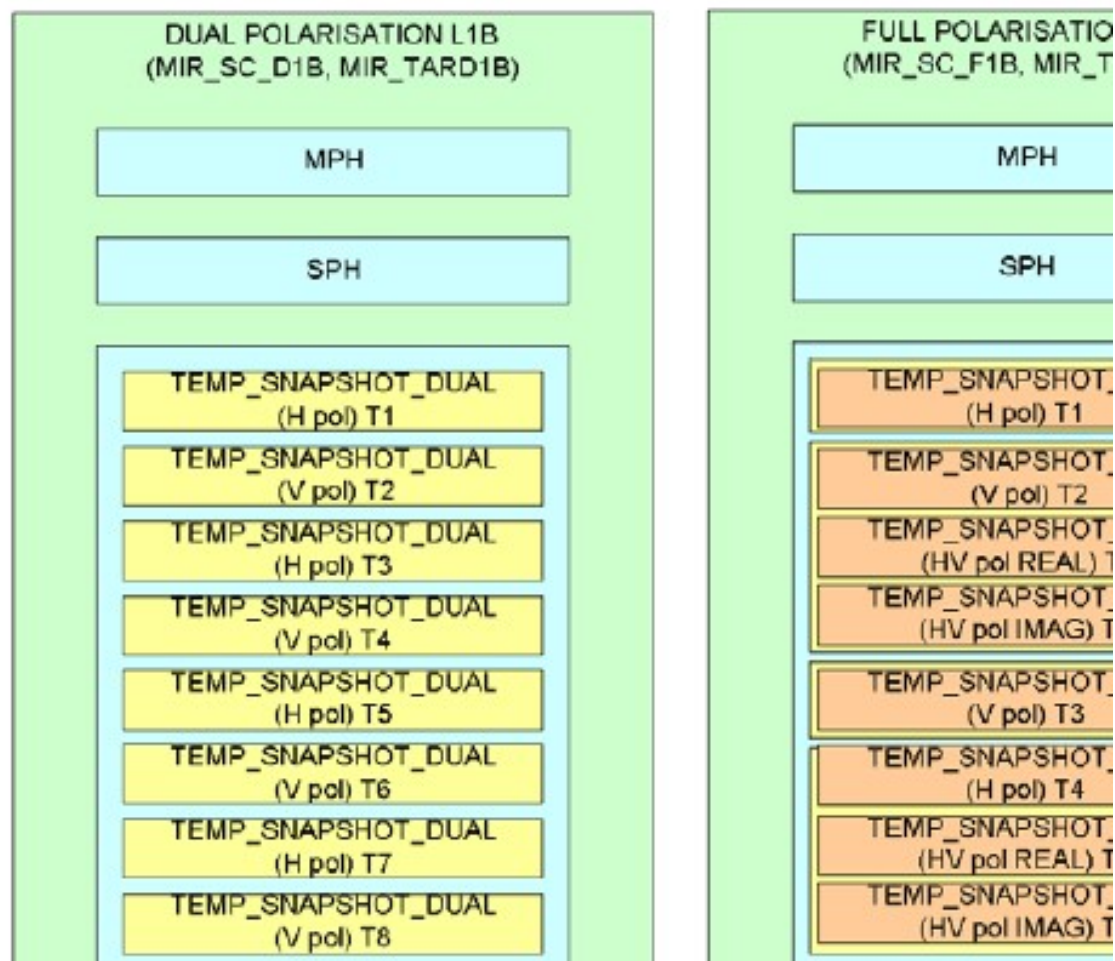 DUAL POLARISATION L1B
(MIR_SC_D1B, MIR_TARD1B)
MPH
SPH
TEMP_SNAPSHOT_DUAL
(H pol) T1
TEMP_SNAPSHOT_DUAL
(V pol) T2
TEMP_SNAPSHOT_DUAL
(H pol) T3
TEMP_SNAPSHOT_DUAL
(V pol) T4
TEMP_SNAPSHOT_DUAL
(H pol) T5
TEMP_SNAPSHOT_DUAL
(V pol) T6
TEMP_SNAPSHOT_DUAL
(H pol) T7
TEMP_SNAPSHOT_DUAL
(V pol) T8
FULL POLARISATIO
(MIR_SC_F1B, MIR_T
MPH
SPH
TEMP_SNAPSHOT_
(H pol) T1
TEMP_SNAPSHOT_
(V pol) T2
TEMP_SNAPSHOT_
(HV pol REAL) T
TEMP_SNAPSHOT_
(HV pol IMAG) T
TEMP_SNAPSHOT_
(V pol) T3
TEMP_SNAPSHOT_
(H pol) T4
TEMP_SNAPSHOT_
(HV pol REAL) T
TEMP_SNAPSHOT_
(HV pol IMAG) T